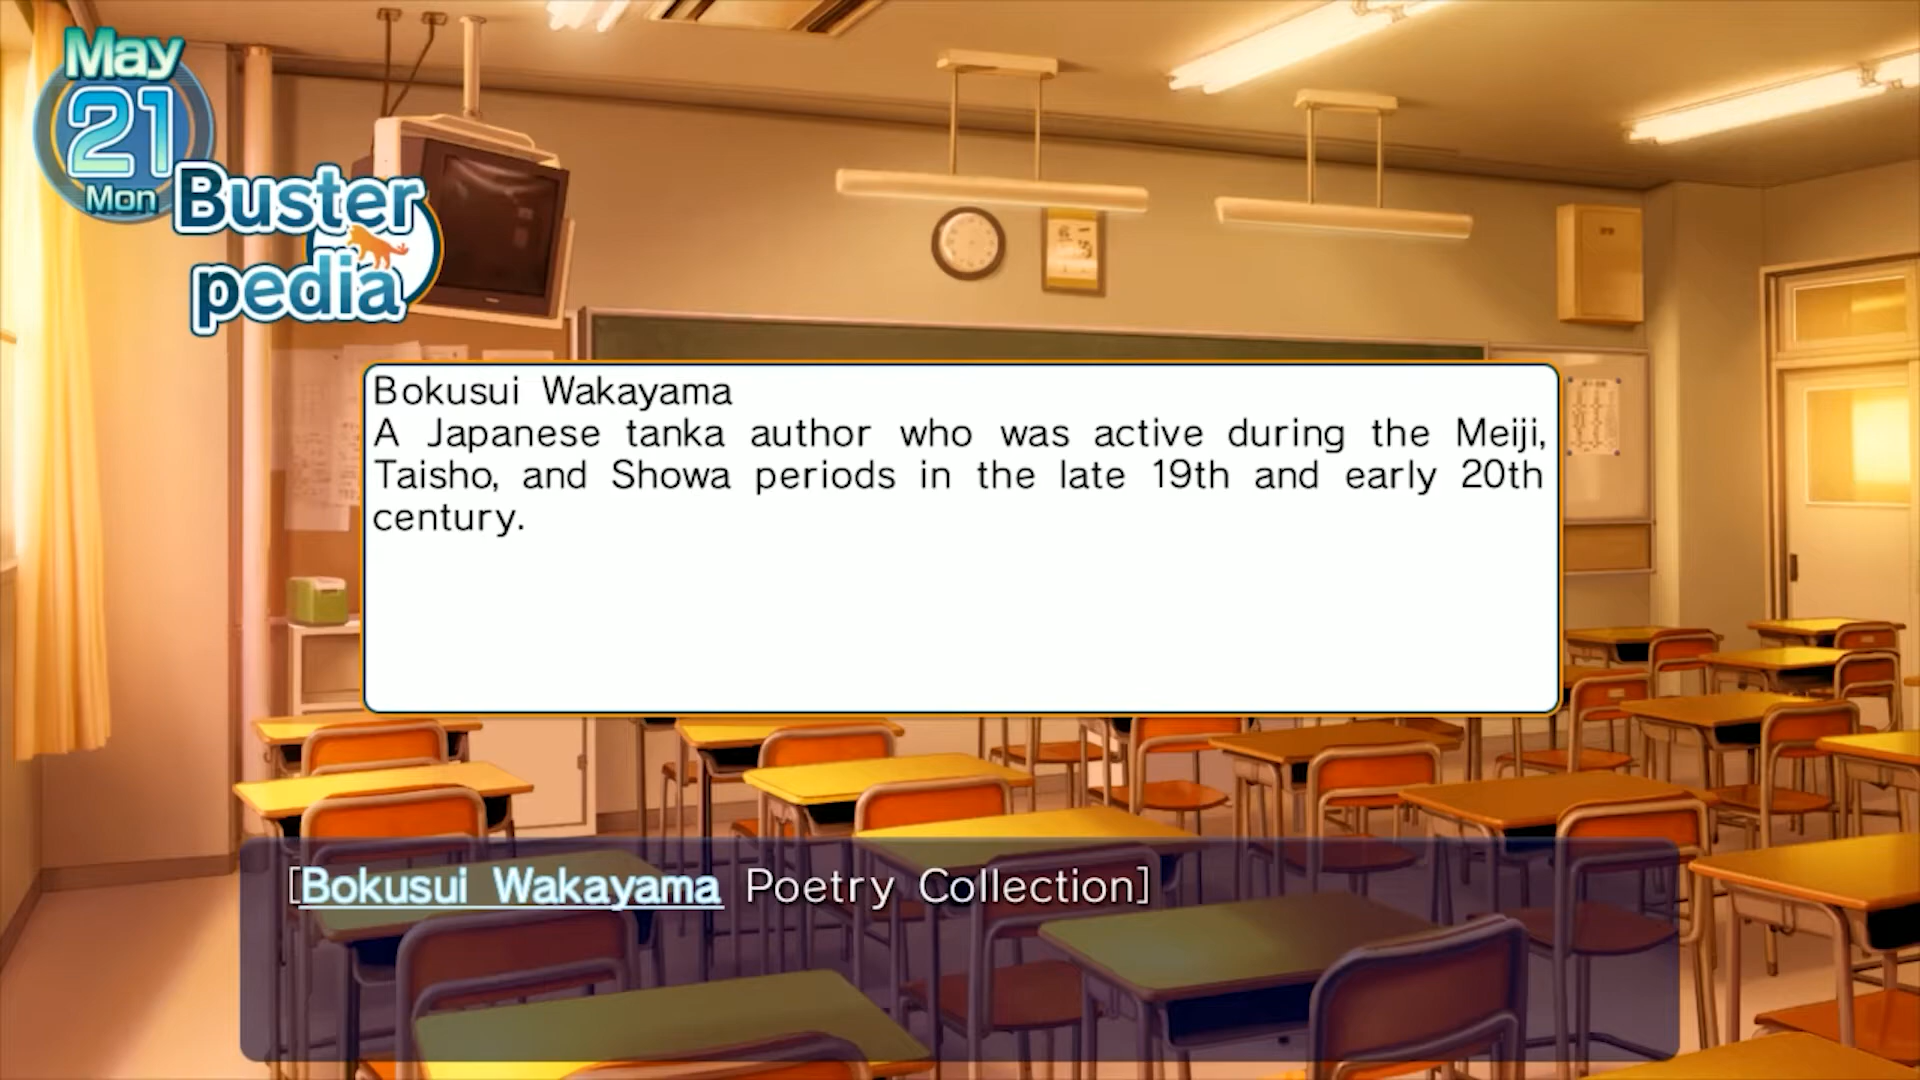 May
21
Mon
Buster
pedia
Bokusui Wakayama
A Japanese tanka author who was active during the Meiji,
Taisho, and Showa periods in the late 19th and early 20th
century.
[Bokusui Wakayama Poetry Collection]